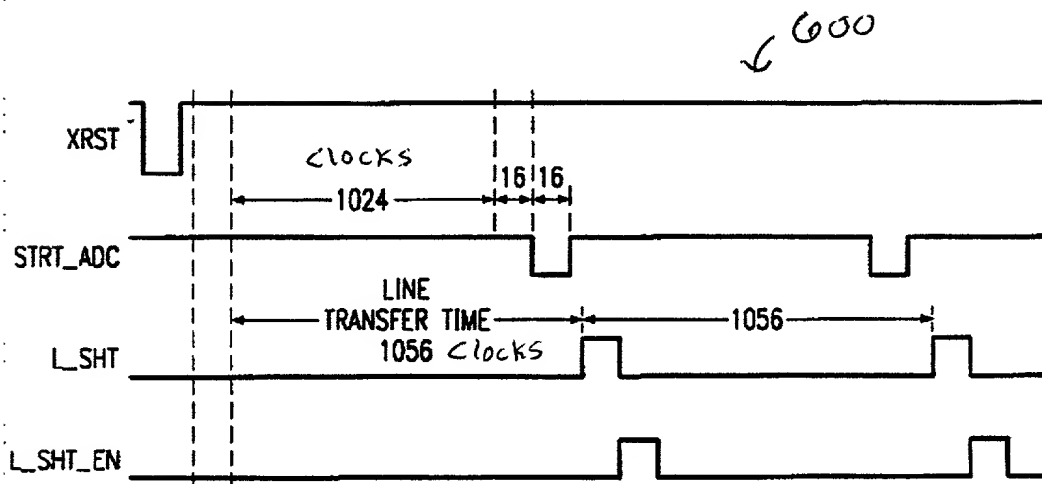 600
XRST
clocks
16 16
1024
STRT_ADC
LINE
TRANSFER TIME
1056
1056 clocks
L_SHT
L_SHT_EN